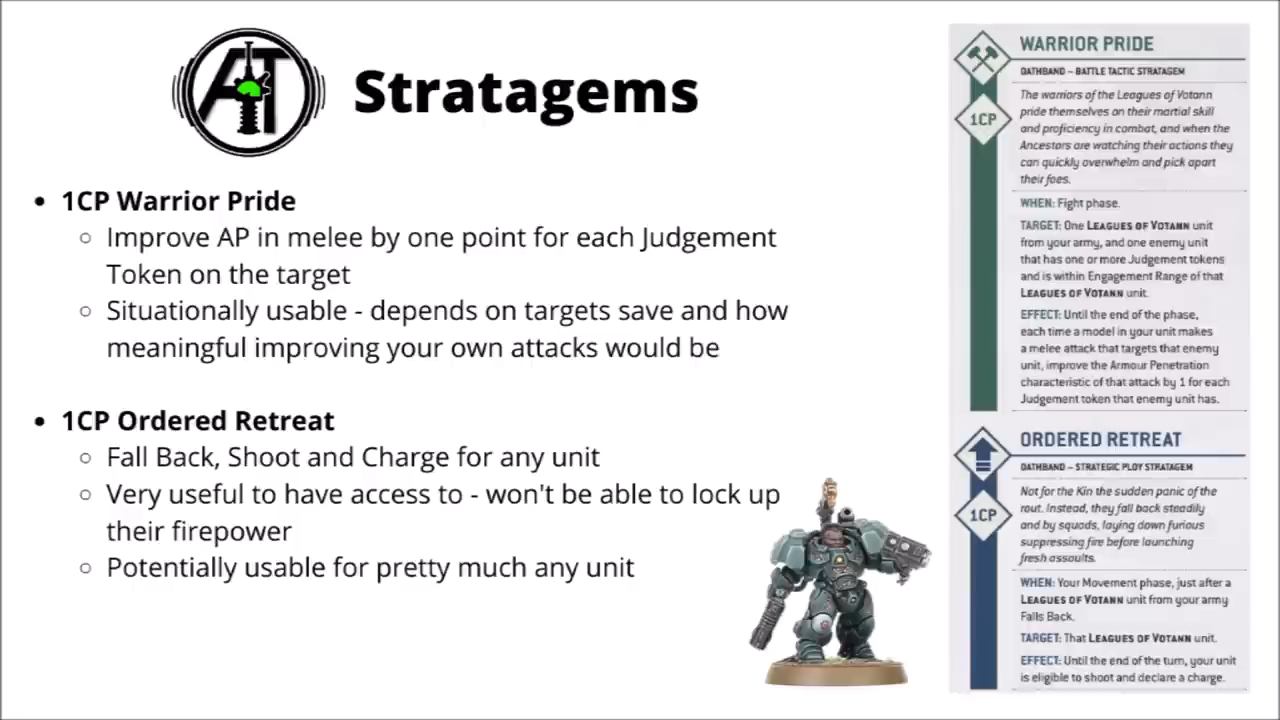 AT
Stratagems
• 1CP Warrior Pride
○ Improve AP in melee by one point for each Judgement
Token on the target
○ Situationally usable - depends on targets save and how
meaningful improving your own attacks would be
• 1CP Ordered Retreat
○ Fall Back, Shoot and Charge for any unit
○ Very useful to have access to - won't be able to lock up
their firepower
○ Potentially usable for pretty much any unit
WARRIOR PRIDE
OATHBAND – BATTLE TACTIC STRATAGEM
1CP
The warriors of the Leagues of Votann
pride themselves on their martial skill
and proficiency in combat, and when the
Ancestors are watching their actions they
can quickly overwhelm and pick apart
their foes.
WHEN: Fight phase.
TARGET: One LEAGUES OF VOTANN unit
from your army, and one enemy unit
that has one or more Judgement tokens
and is within Engagement Range of that
LEAGUES OF VOTANN unit.
EFFECT: Until the end of the phase,
each time a model in your unit makes
a melee attack that targets that enemy
unit, improve the Armour Penetration
characteristic of that attack by 1 for each
Judgement token that enemy unit has.
ORDERED RETREAT
OATHBAND – STRATEGIC PLOY STRATAGEM
1CP
Not for the Kin the sudden panic of the
rout. Instead, they fall back steadily
and by squads, laying down furious
suppressing fire before launching
fresh assaults.
WHEN: Your Movement phase, just after a
LEAGUES OF VOTANN unit from your army
Falls Back.
TARGET: That LEAGUES OF VOTANN unit.
EFFECT: Until the end of the turn, your unit
is eligible to shoot and declare a charge.